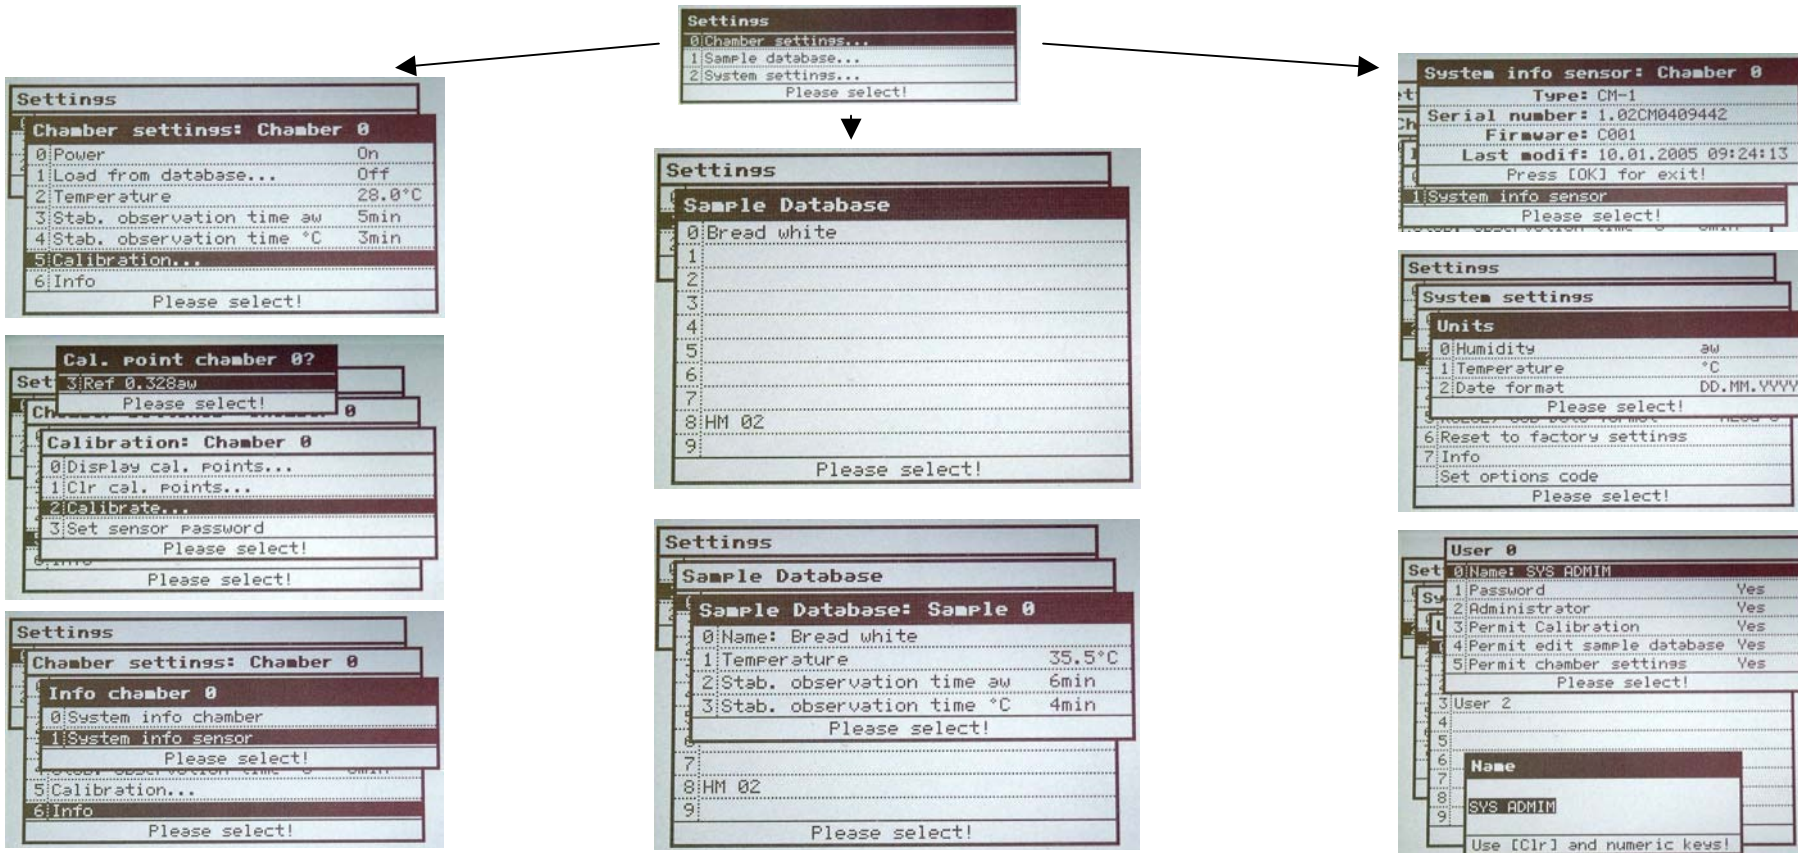 Settings
0 Chamber settings...
1 Sample database...
2 System settings...
Please select!
Settings
Chamber settings: Chamber 0
0 Power On
1 Load from database... Off
2 Temperature 28.0°C
3 Stab. observation time aw 5min
4 Stab. observation time °C 3min
5 Calibration...
6 Info
Please select!
Cal. point chamber 0?
3 Ref 0.328aw
Please select!
Calibration: Chamber 0
0 Display cal. points...
1 Clr cal. points...
2 Calibrate...
3 Set sensor password
Please select!
Please select!
Settings
Chamber settings: Chamber 0
Info chamber 0
0 System info chamber
1 System info sensor
Please select!
5 Calibration...
6 Info
Please select!
Settings
Sample Database
0 Bread white
1
2
3
4
5
6
7
8 HM 02
9
Please select!
Settings
Sample Database
Sample Database: Sample 0
0 Name: Bread white
1 Temperature 35.5°C
2 Stab. observation time aw 6min
3 Stab. observation time °C 4min
Please select!
7
8 HM 02
9
Please select!
System info sensor: Chamber 0
Type: CM-1
Serial number: 1.02CM0409442
Firmware: C001
Last modif: 10.01.2005 09:24:13
Press [OK] for exit!
1 System info sensor
Please select!
Settings
System settings
Units
0 Humidity aw
1 Temperature °C
2 Date format DD.MM.YYYY
Please select!
6 Reset to factory settings
7 Info
Set options code
Please select!
User 0
0 Name: SYS ADMIM
1 Password Yes
2 Administrator Yes
3 Permit Calibration Yes
4 Permit edit sample database Yes
5 Permit chamber settings Yes
Please select!
3 User 2
4
5
6
7
8
9
Name
SYS ADMIM
Use [Clr] and numeric keys!